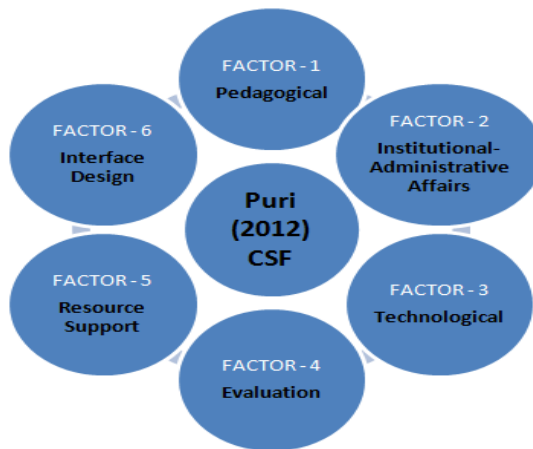 FACTOR - 1
Pedagogical
FACTOR - 2
Institutional-
Administrative
Affairs
FACTOR - 3
Technological
FACTOR - 4
Evaluation
FACTOR - 5
Resource
Support
FACTOR - 6
Interface
Design
Puri
(2012)
CSF